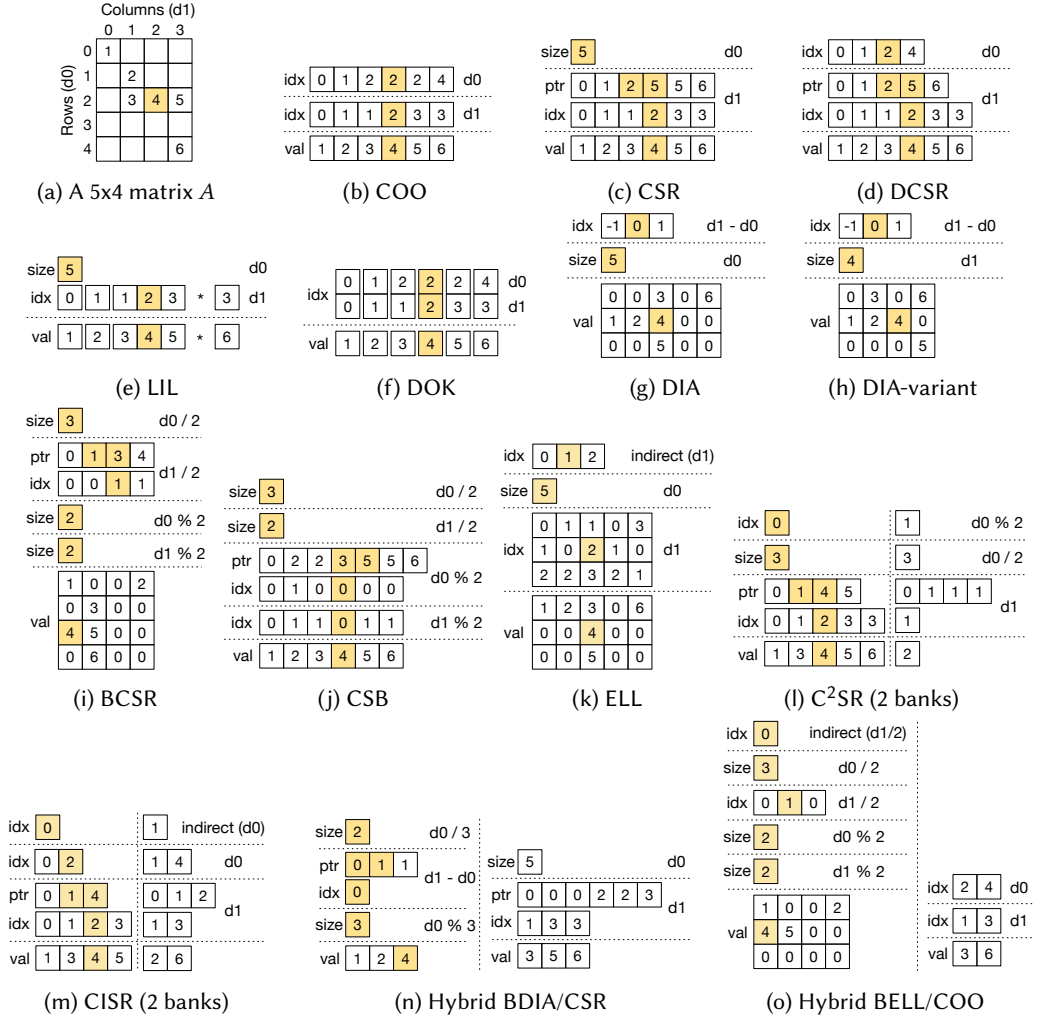 Columns (d1)
0 1 2 3
Rows (d0)
0 1
1 2
2 3 4 5
3
4 6
(a) A 5x4 matrix A
idx 0 1 2 2 2 4 d0
idx 0 1 1 2 3 3 d1
val 1 2 3 4 5 6
(b) COO
size 5 d0
ptr 0 1 2 5 5 6
d1
idx 0 1 1 2 3 3
val 1 2 3 4 5 6
(c) CSR
idx 0 1 2 4 d0
ptr 0 1 2 5 6
d1
idx 0 1 1 2 3 3
val 1 2 3 4 5 6
(d) DCSR
size 5 d0
idx 0 1 1 2 3 * 3 d1
val 1 2 3 4 5 * 6
(e) LIL
idx
0 1 2 2 2 4 d0
0 1 1 2 3 3 d1
val 1 2 3 4 5 6
(f) DOK
idx -1 0 1 d1 - d0
size 5 d0
0 0 3 0 6
val 1 2 4 0 0
0 0 5 0 0
(g) DIA
idx -1 0 1 d1 - d0
size 4 d1
0 3 0 6
val 1 2 4 0
0 0 0 5
(h) DIA-variant
size 3 d0 / 2
ptr 0 1 3 4
d1 / 2
idx 0 0 1 1
size 2 d0 % 2
size 2 d1 % 2
1 0 0 2
0 3 0 0
val
4 5 0 0
0 6 0 0
(i) BCSR
size 3 d0 / 2
size 2 d1 / 2
ptr 0 2 2 3 5 5 6
d0 % 2
idx 0 1 0 0 0 0
idx 0 1 1 0 1 1 d1 % 2
val 1 2 3 4 5 6
(j) CSB
idx 0 1 2 indirect (d1)
size 5 d0
0 1 1 0 3
idx 1 0 2 1 0 d1
2 2 3 2 1
1 2 3 0 6
val 0 0 4 0 0
0 0 5 0 0
(k) ELL
idx 0 1 d0 % 2
size 3 3 d0 / 2
ptr 0 1 4 5 0 1 1 1
d1
idx 0 1 2 3 3 1
val 1 3 4 5 6 2
(l) C²SR (2 banks)
idx 0 1 indirect (d0)
idx 0 2 1 4 d0
ptr 0 1 4 0 1 2
d1
idx 0 1 2 3 1 3
val 1 3 4 5 2 6
(m) CISR (2 banks)
size 2 d0 / 3
ptr 0 1 1
d1 - d0
idx 0
size 3 d0 % 3
val 1 2 4
size 5 d0
ptr 0 0 0 2 2 3
d1
idx 1 3 3
val 3 5 6
(n) Hybrid BDIA/CSR
idx 0 indirect (d1/2)
size 3 d0 / 2
idx 0 1 0 d1 / 2
size 2 d0 % 2
size 2 d1 % 2
1 0 0 2
val 4 5 0 0
0 0 0 0
idx 2 4 d0
idx 1 3 d1
val 3 6
(o) Hybrid BELL/COO